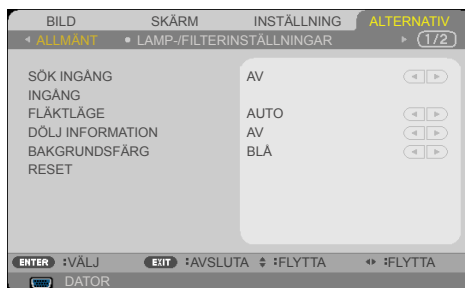 BILD SKÄRM INSTÄLLNING ALTERNATIV
ALLMÄNT • LAMP-/FILTERINSTÄLLNINGAR 1/2
SÖK INGÅNG AV
INGÅNG
FLÄKTLÄGE AUTO
DÖLJ INFORMATION AV
BAKGRUNDSFÄRG BLÅ
RESET
ENTER :VÄLJ EXIT :AVSLUTA :FLYTTA :FLYTTA
DATOR